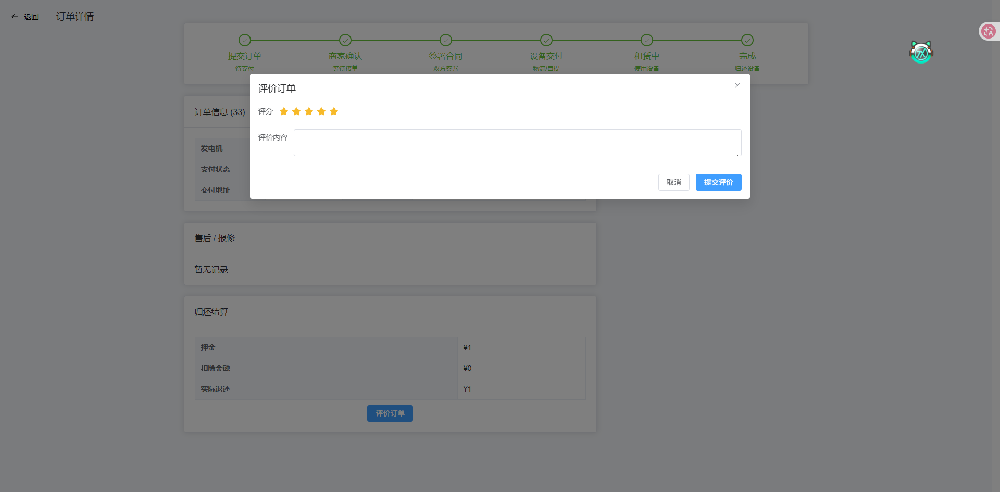 返回 订单详情
提交订单 商家确认 签署合同 设备交付 租赁中 完成
待支付 等待接单 双方签署 物流/自提 使用设备 归还设备
评价订单
评分
评价内容
取消 提交评价
订单信息 (33)
发电机
支付状态
交付地址
售后 / 报修
暂无记录
归还结算
押金 ¥1
扣除金额 ¥0
实际退还 ¥1
评价订单